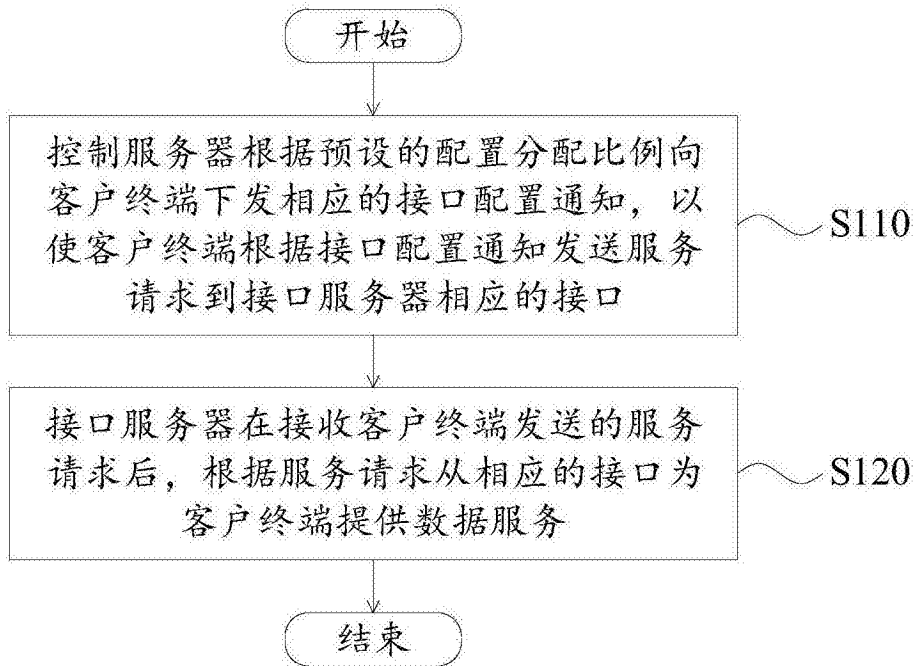 开始
控制服务器根据预设的配置分配比例向
客户终端下发相应的接口配置通知，以
使客户终端根据接口配置通知发送服务
请求到接口服务器相应的接口
S110
接口服务器在接收客户终端发送的服务
请求后，根据服务请求从相应的接口为
客户终端提供数据服务
S120
结束